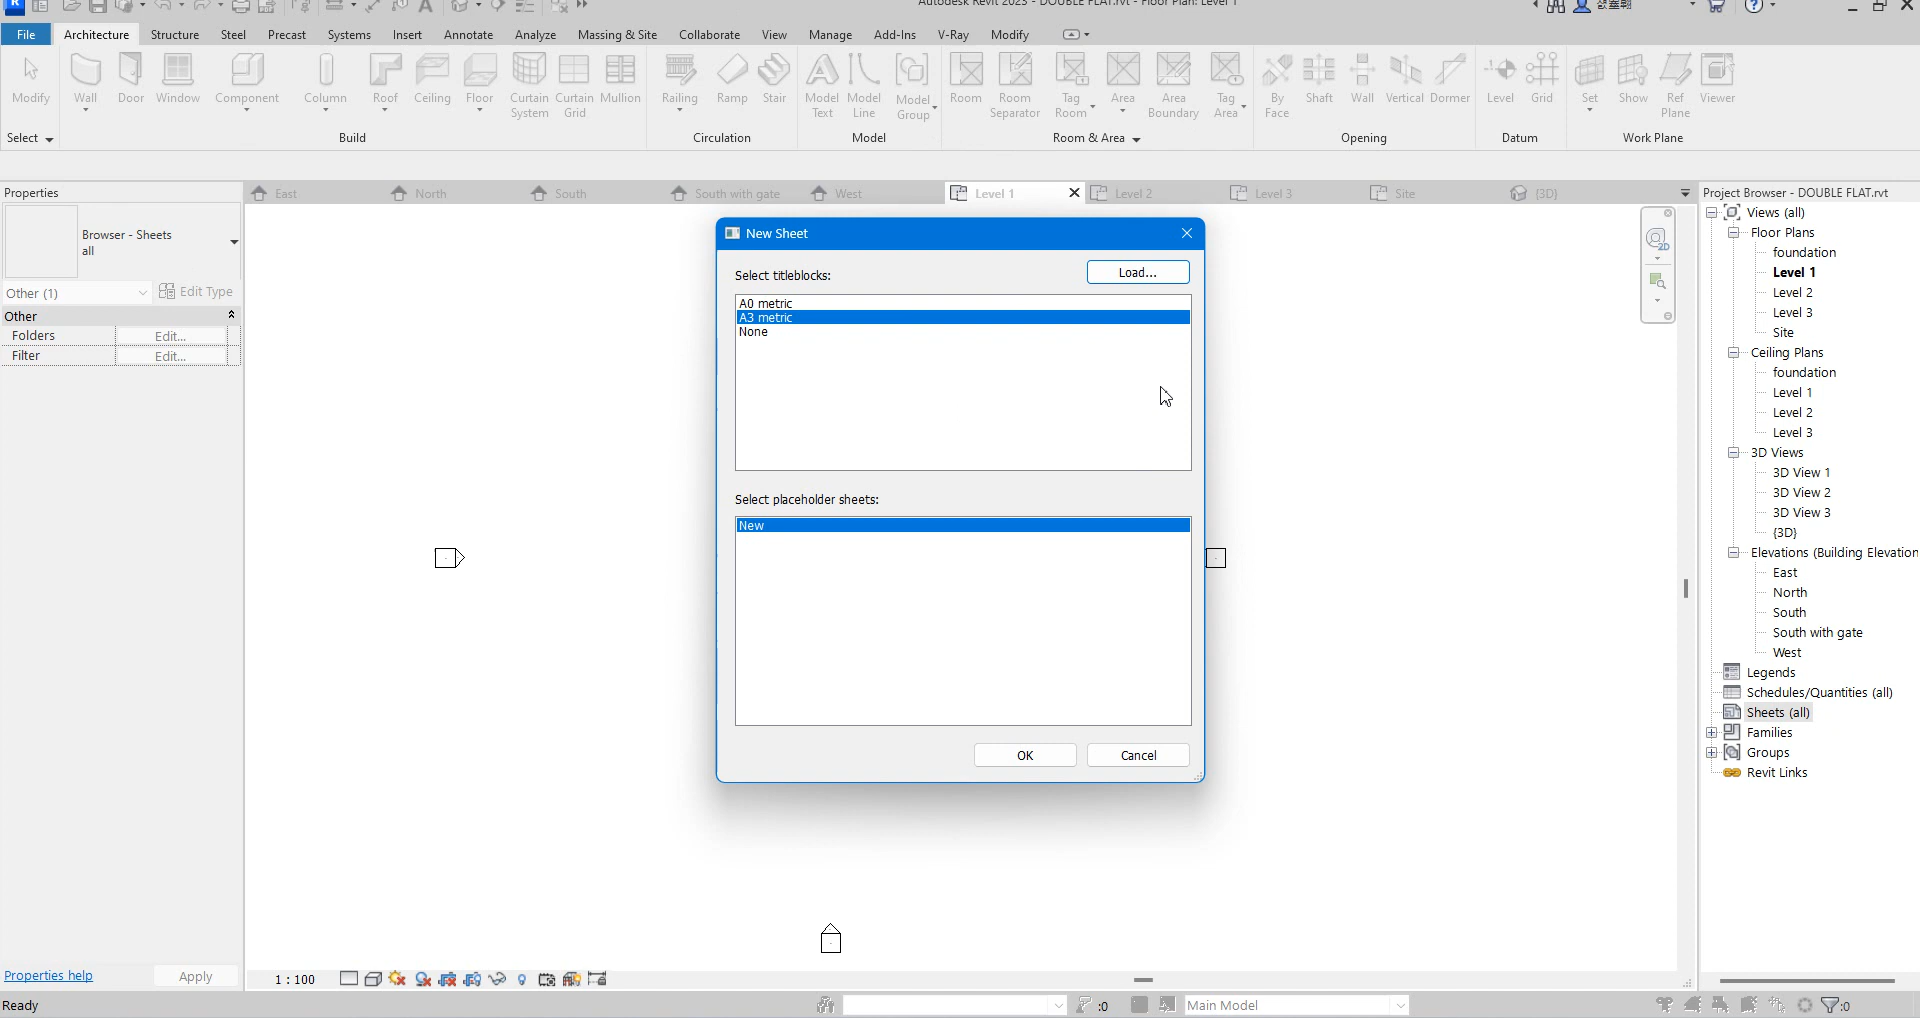 Autodesk Revit 2023 - DOUBLE FLAT.rvt - Floor Plan: Level 1
File Architecture Structure Steel Precast Systems Insert Annotate Analyze Massing & Site Collaborate View Manage Add-Ins V-Ray Modify
Modify Wall Door Window Component Column Roof Ceiling Floor Curtain System Curtain Grid Mullion Railing Ramp Stair Model Text Model Line Model Group Room Room Separator Tag Room Area Area Boundary Tag Area By Face Shaft Wall Vertical Dormer Level Grid Set Show Ref Plane Viewer
Select Build Circulation Model Room & Area Opening Datum Work Plane
Properties
East North South South with gate West Level 1 Level 2 Level 3 Site {3D}
Project Browser - DOUBLE FLAT.rvt
Browser - Sheets
all
Other (1) Edit Type
Other
Folders Edit...
Filter Edit...
New Sheet
Select titleblocks:
Load...
A0 metric
A3 metric
None
Select placeholder sheets:
New
OK Cancel
2D
Views (all)
Floor Plans
foundation
Level 1
Level 2
Level 3
Site
Ceiling Plans
foundation
Level 1
Level 2
Level 3
3D Views
3D View 1
3D View 2
3D View 3
{3D}
Elevations (Building Elevation
East
North
South
South with gate
West
Legends
Schedules/Quantities (all)
Sheets (all)
Families
Groups
Revit Links
Properties help Apply
1 : 100
Ready
:0
Main Model
:0